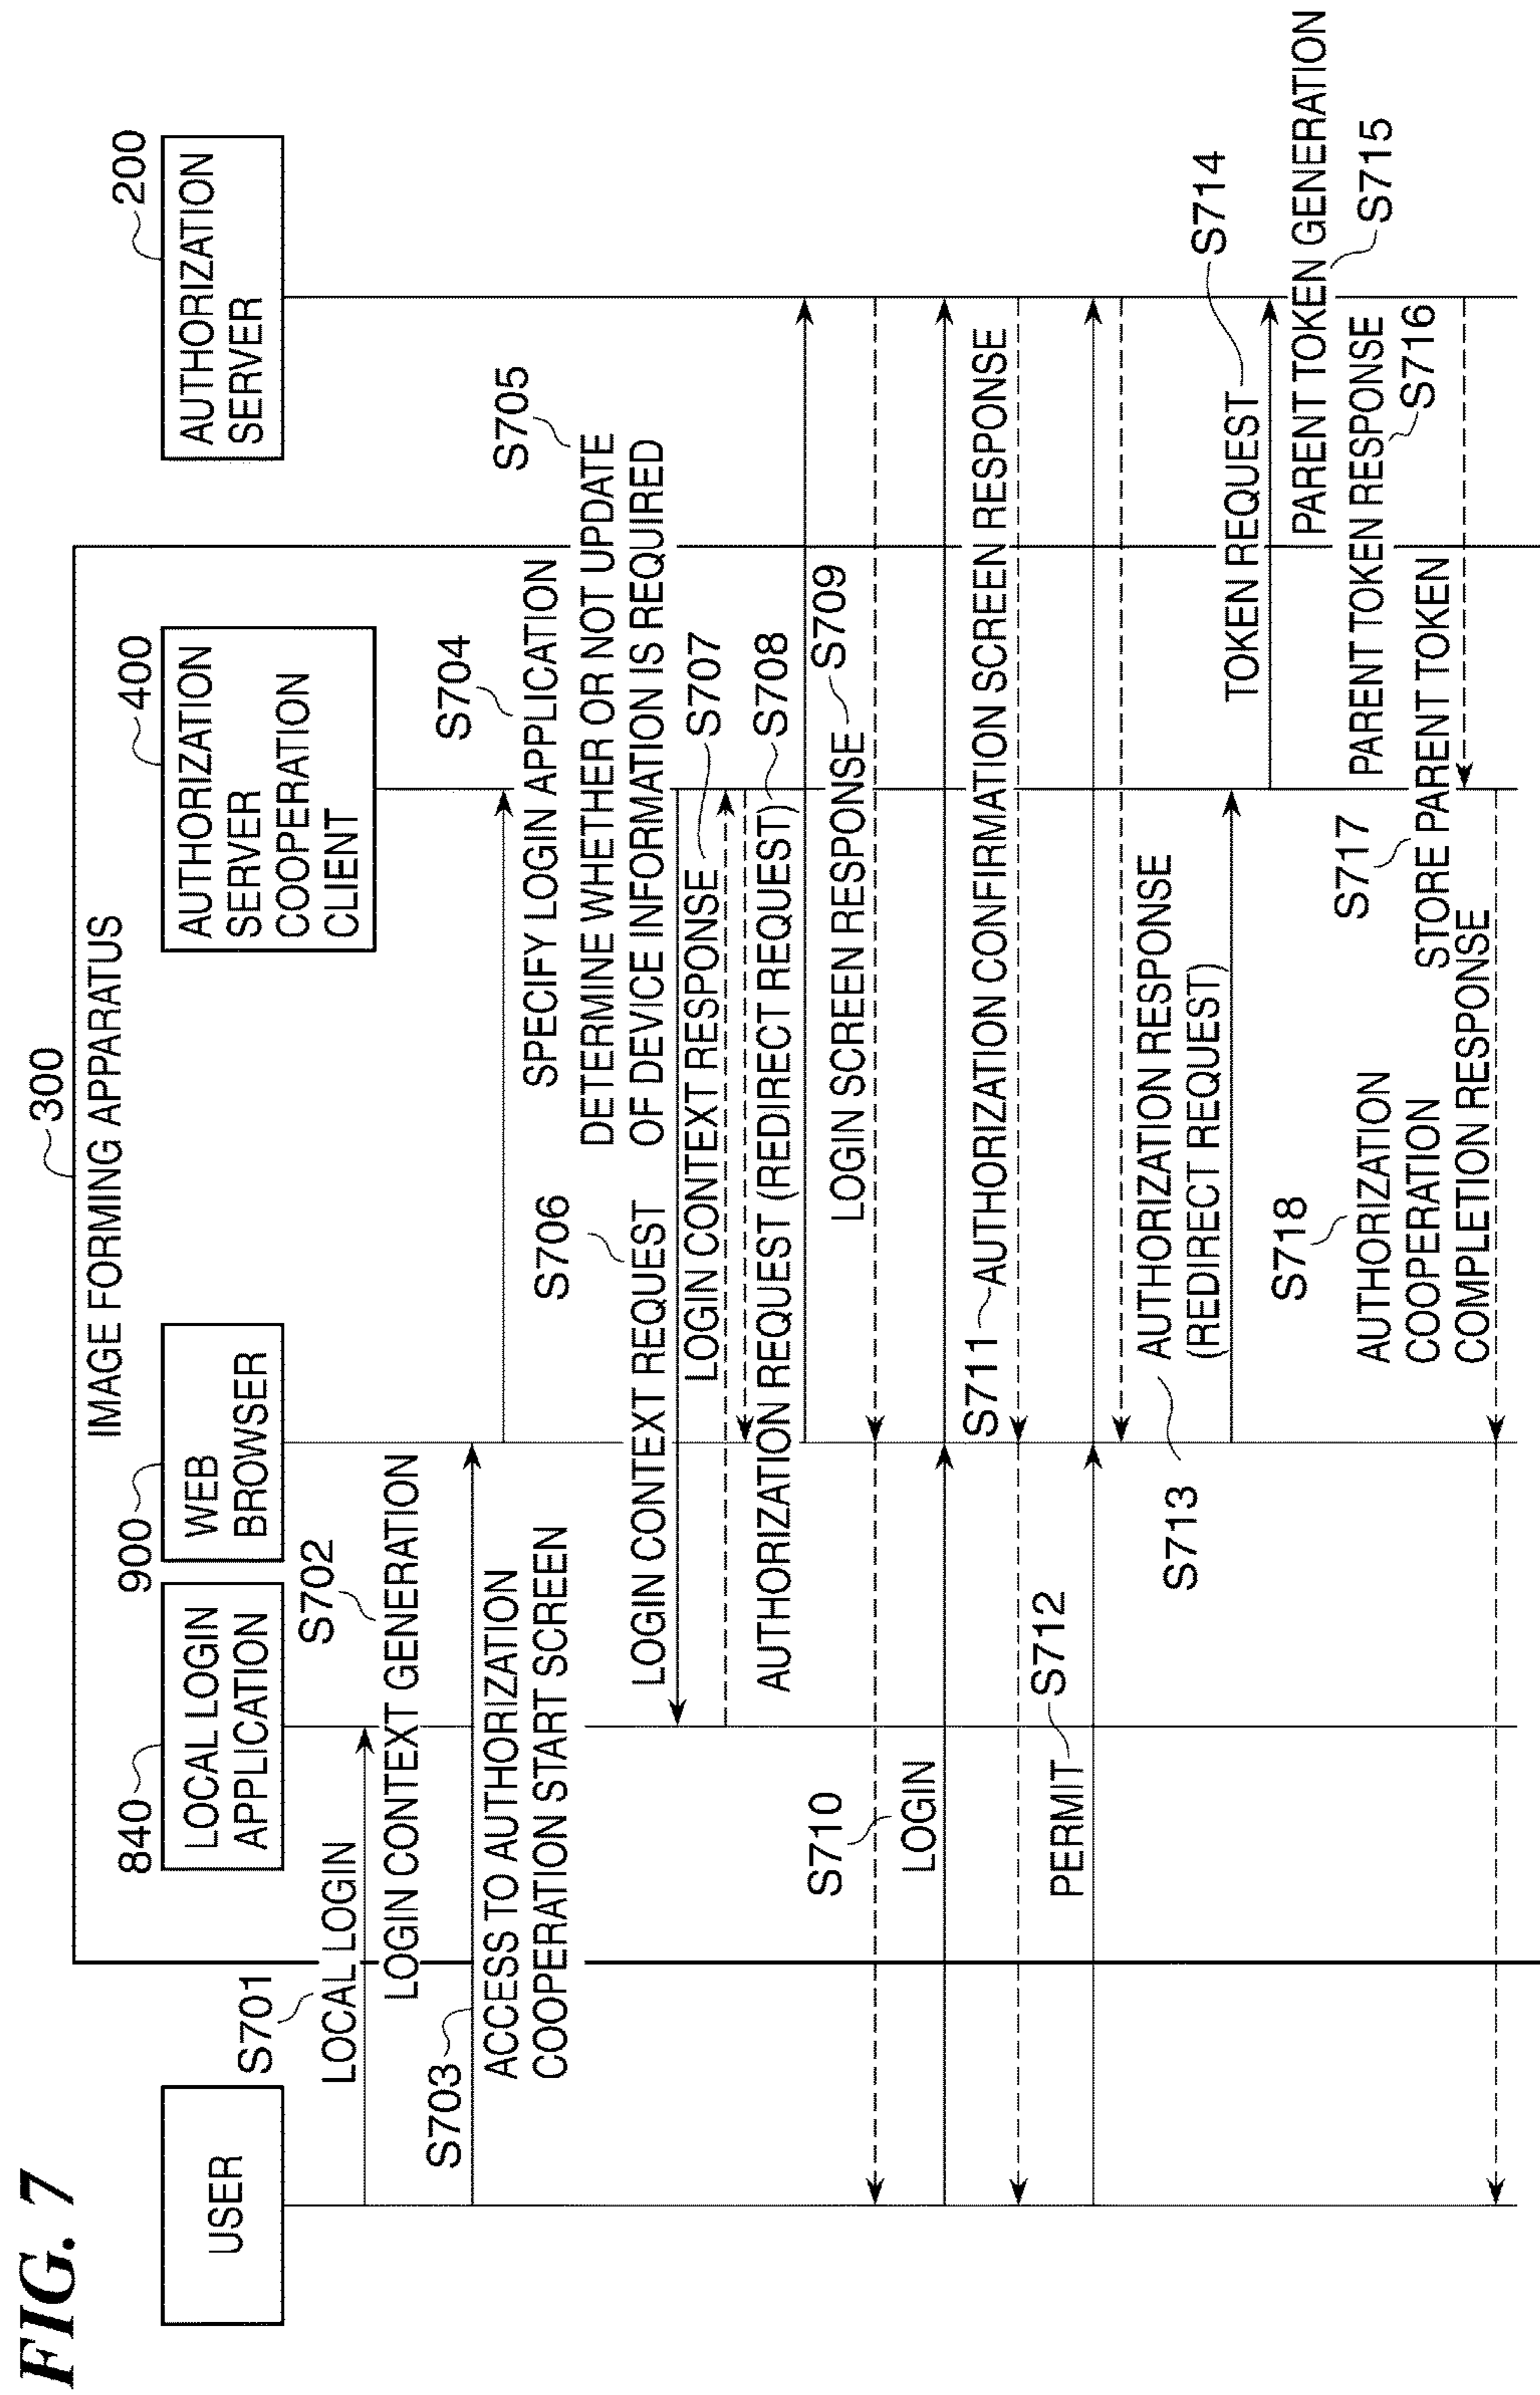 FIG. 7
300
IMAGE FORMING APPARATUS
USER
840
LOCAL LOGIN
APPLICATION
900
WEB
BROWSER
400
AUTHORIZATION
SERVER
COOPERATION
CLIENT
200
AUTHORIZATION
SERVER
S701
LOCAL LOGIN
S702
LOGIN CONTEXT GENERATION
S703
ACCESS TO AUTHORIZATION
COOPERATION START SCREEN
S704
SPECIFY LOGIN APPLICATION
S705
DETERMINE WHETHER OR NOT UPDATE
OF DEVICE INFORMATION IS REQUIRED
S706
LOGIN CONTEXT REQUEST
LOGIN CONTEXT RESPONSE
S707
AUTHORIZATION REQUEST (REDIRECT REQUEST)
S708
LOGIN SCREEN RESPONSE
S709
S710
LOGIN
S711
AUTHORIZATION CONFIRMATION SCREEN RESPONSE
PERMIT
S712
S713
AUTHORIZATION RESPONSE
(REDIRECT REQUEST)
TOKEN REQUEST
S714
PARENT TOKEN GENERATION
S715
PARENT TOKEN RESPONSE
S716
S717
STORE PARENT TOKEN
S718
AUTHORIZATION
COOPERATION
COMPLETION RESPONSE